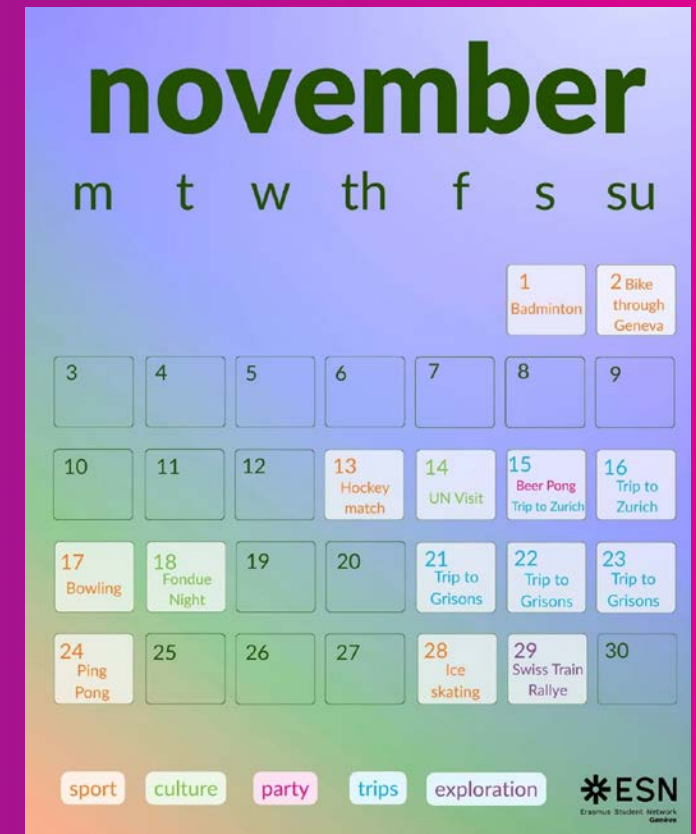 november
m t w th f s su
1
Badminton
2 Bike
through
Geneva
3 4 5 6 7 8 9
10 11 12
13
Hockey
match
14
UN Visit
15
Beer Pong
Trip to Zurich
16
Trip to
Zurich
17
Bowling
18
Fondue
Night
19 20
21
Trip to
Grisons
22
Trip to
Grisons
23
Trip to
Grisons
24
Ping
Pong
25 26 27
28
Ice
skating
29
Swiss Train
Rallye
30
sport culture party trips exploration
ESN
Erasmus Student Network
Genève